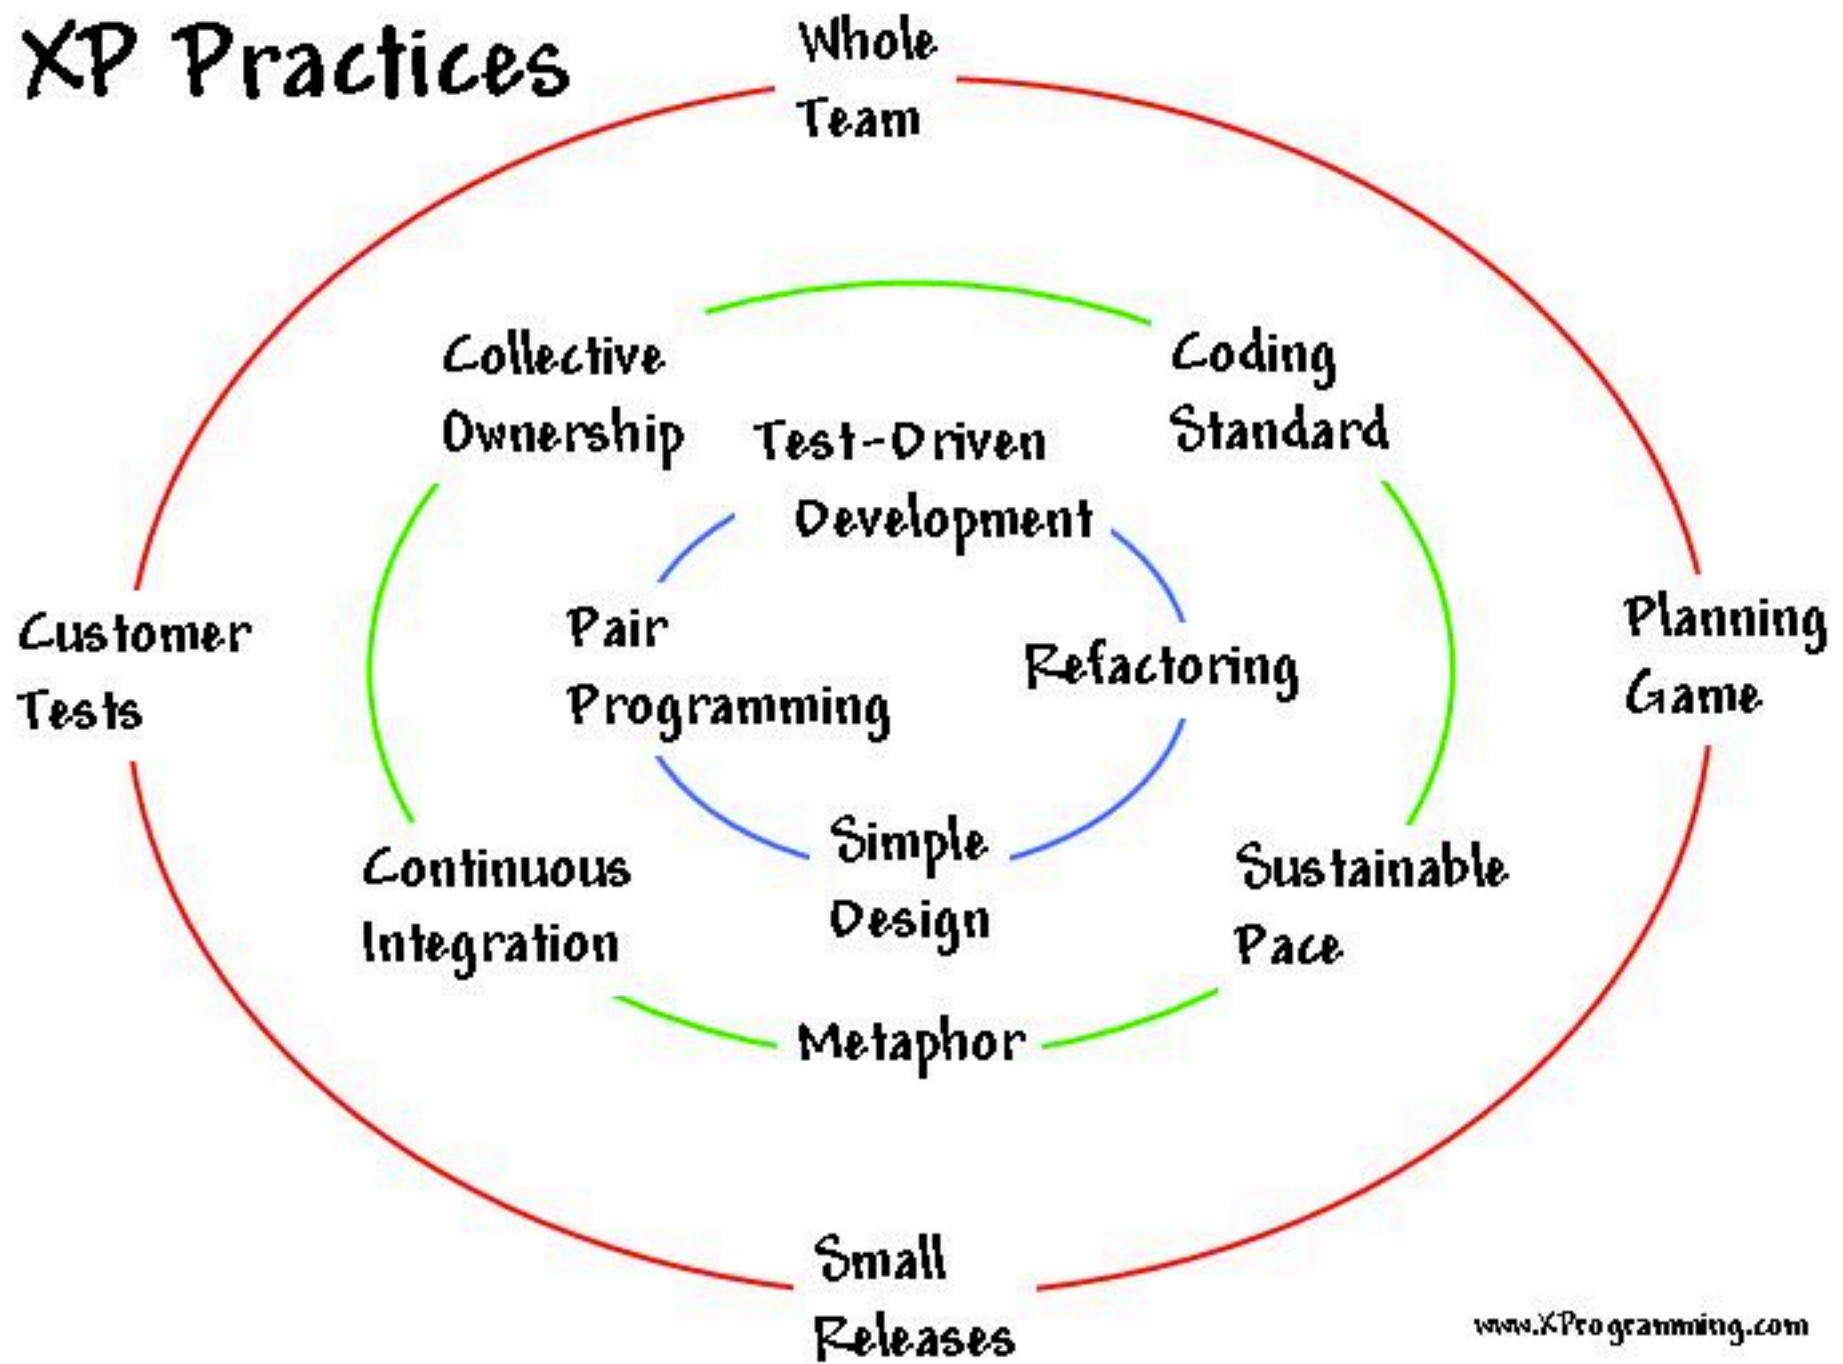 XP Practices
Whole
Team
Collective
Ownership
Coding
Standard
Test-Driven
Development
Customer
Tests
Pair
Programming
Refactoring
Planning
Game
Continuous
Integration
Simple
Design
Sustainable
Pace
Metaphor
Small
Releases
www.XProgramming.com